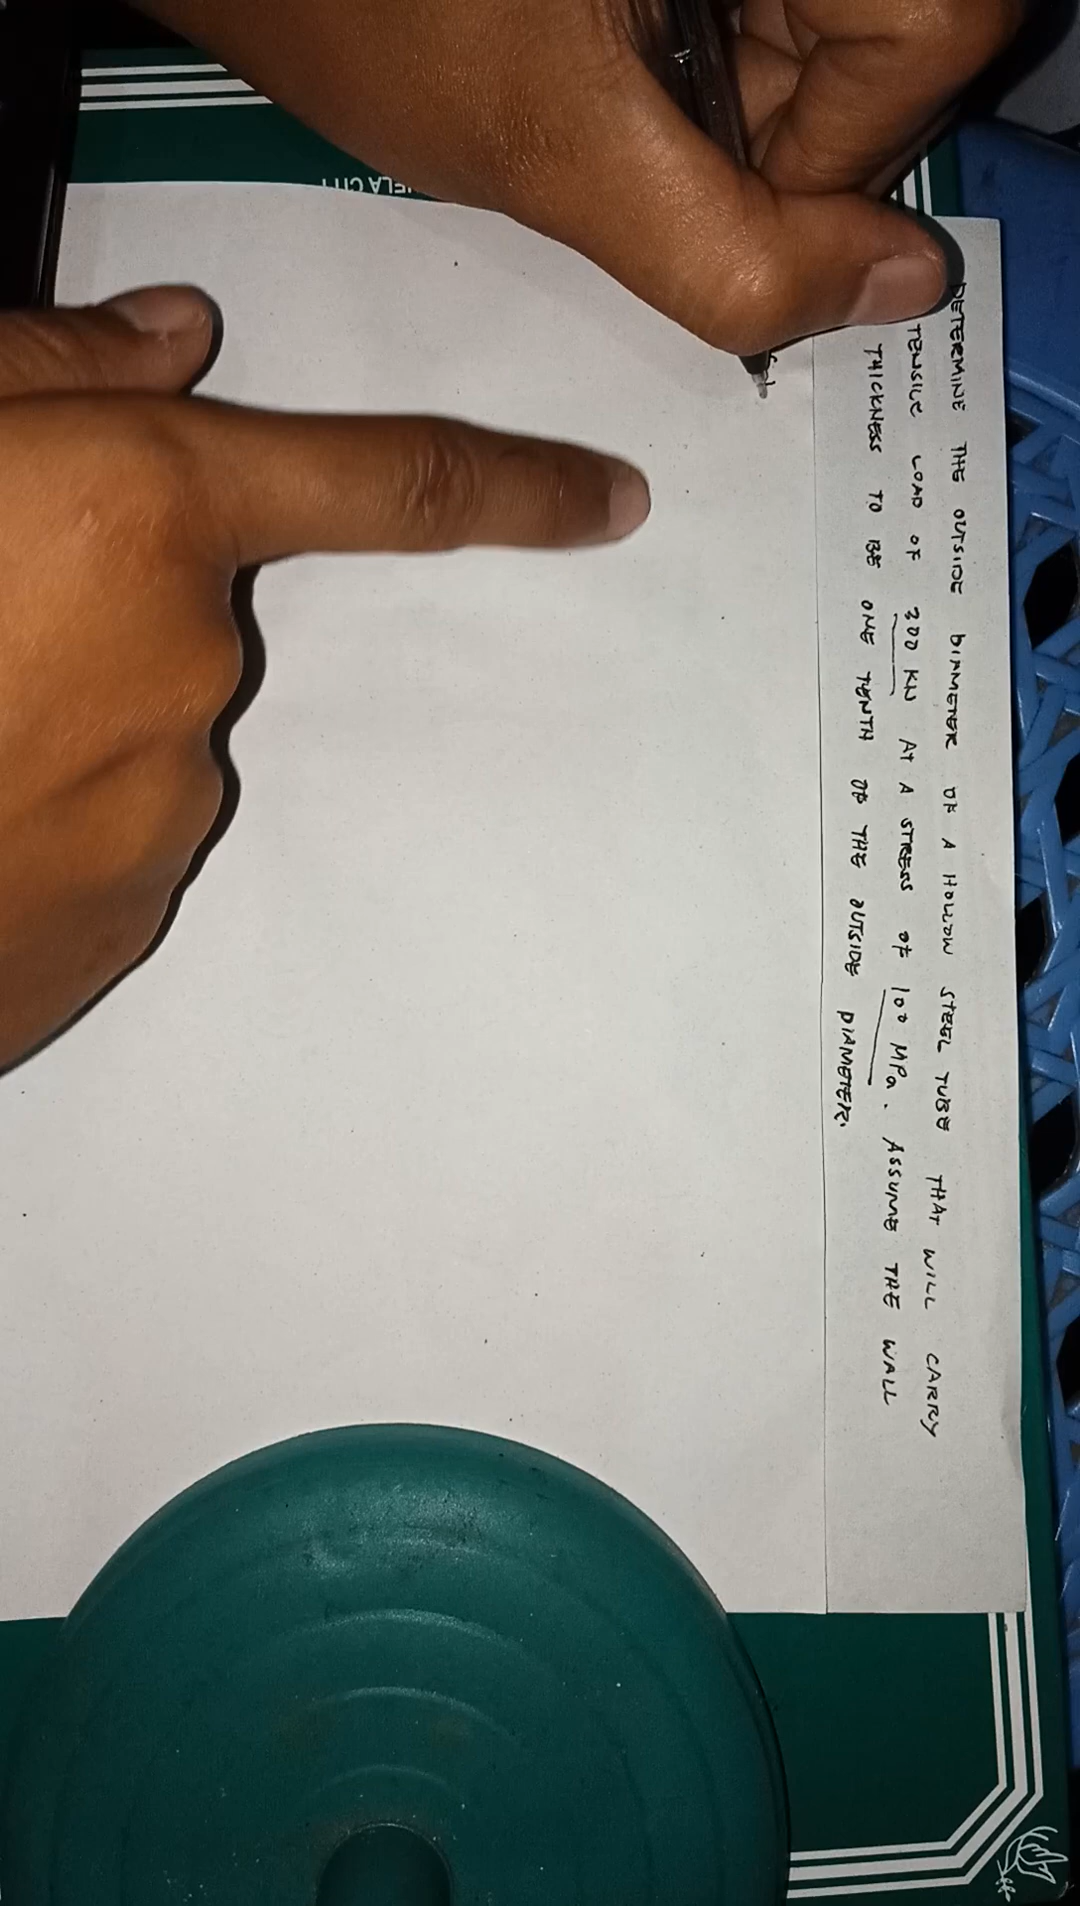 DETERMINE THE OUTSIDE DIAMETER OF A HOLLOW STEEL TUBE THAT WILL CARRY
TENSILE LOAD OF 300 KN AT A STRESS OF 100 MPa. ASSUME THE WALL
THICKNESS TO BE ONE TENTH OF THE OUTSIDE DIAMETER.